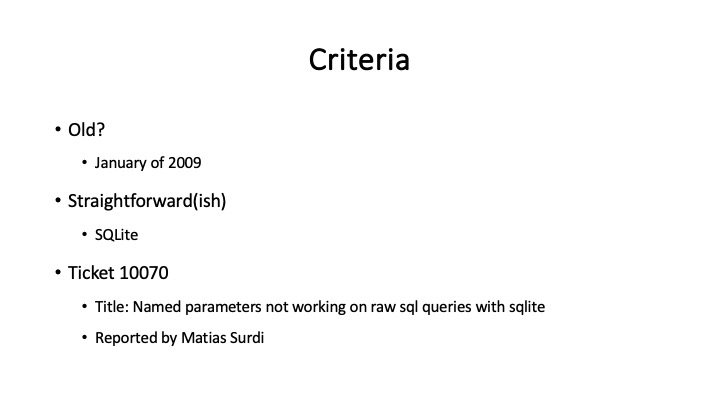 Criteria
• Old?
• January of 2009
• Straightforward(ish)
• SQLite
• Ticket 10070
• Title: Named parameters not working on raw sql queries with sqlite
• Reported by Matias Surdi